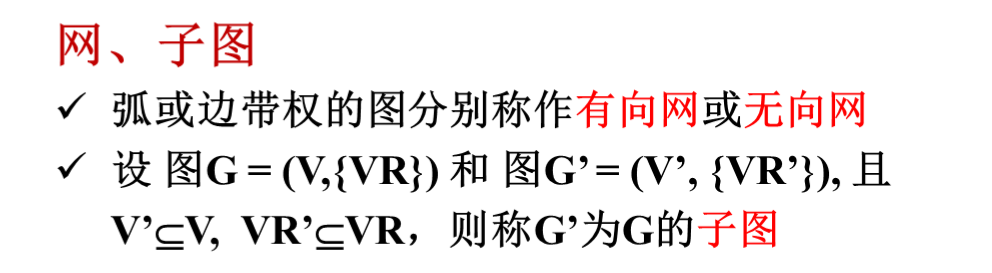 网、子图
✓ 弧或边带权的图分别称作有向网或无向网
✓ 设 图G = (V,{VR}) 和 图G’= (V’, {VR’}), 且
V’⊆V, VR’⊆VR，则称G’为G的子图